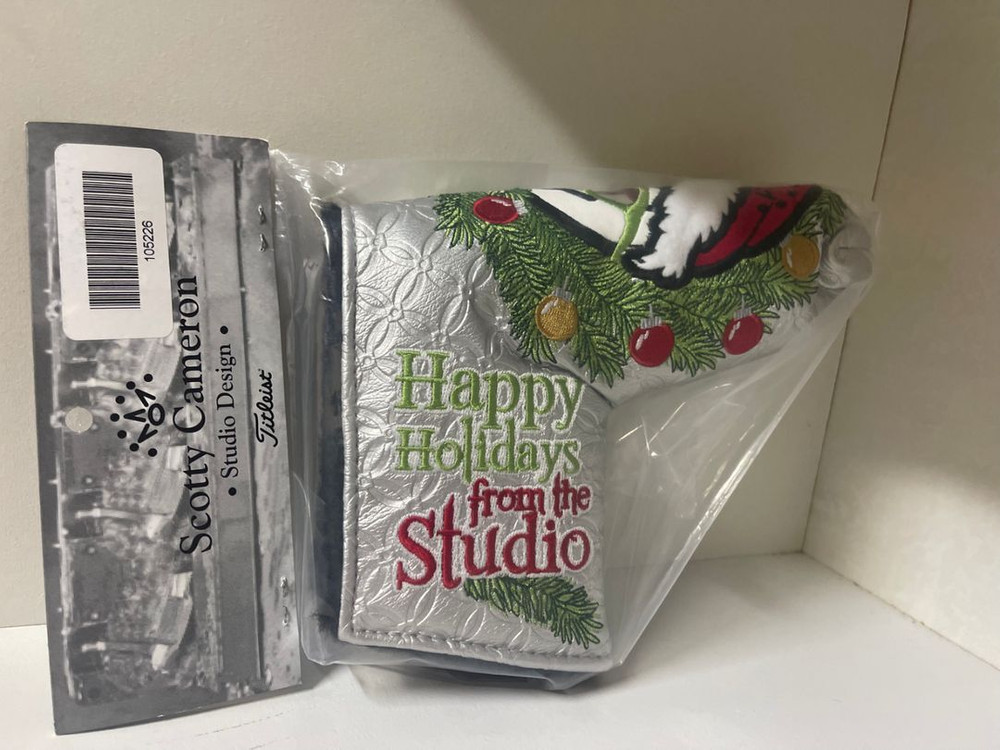 105226
Scotty Cameron
• Studio Design •
Titleist
Happy
Holidays
from the
Studio